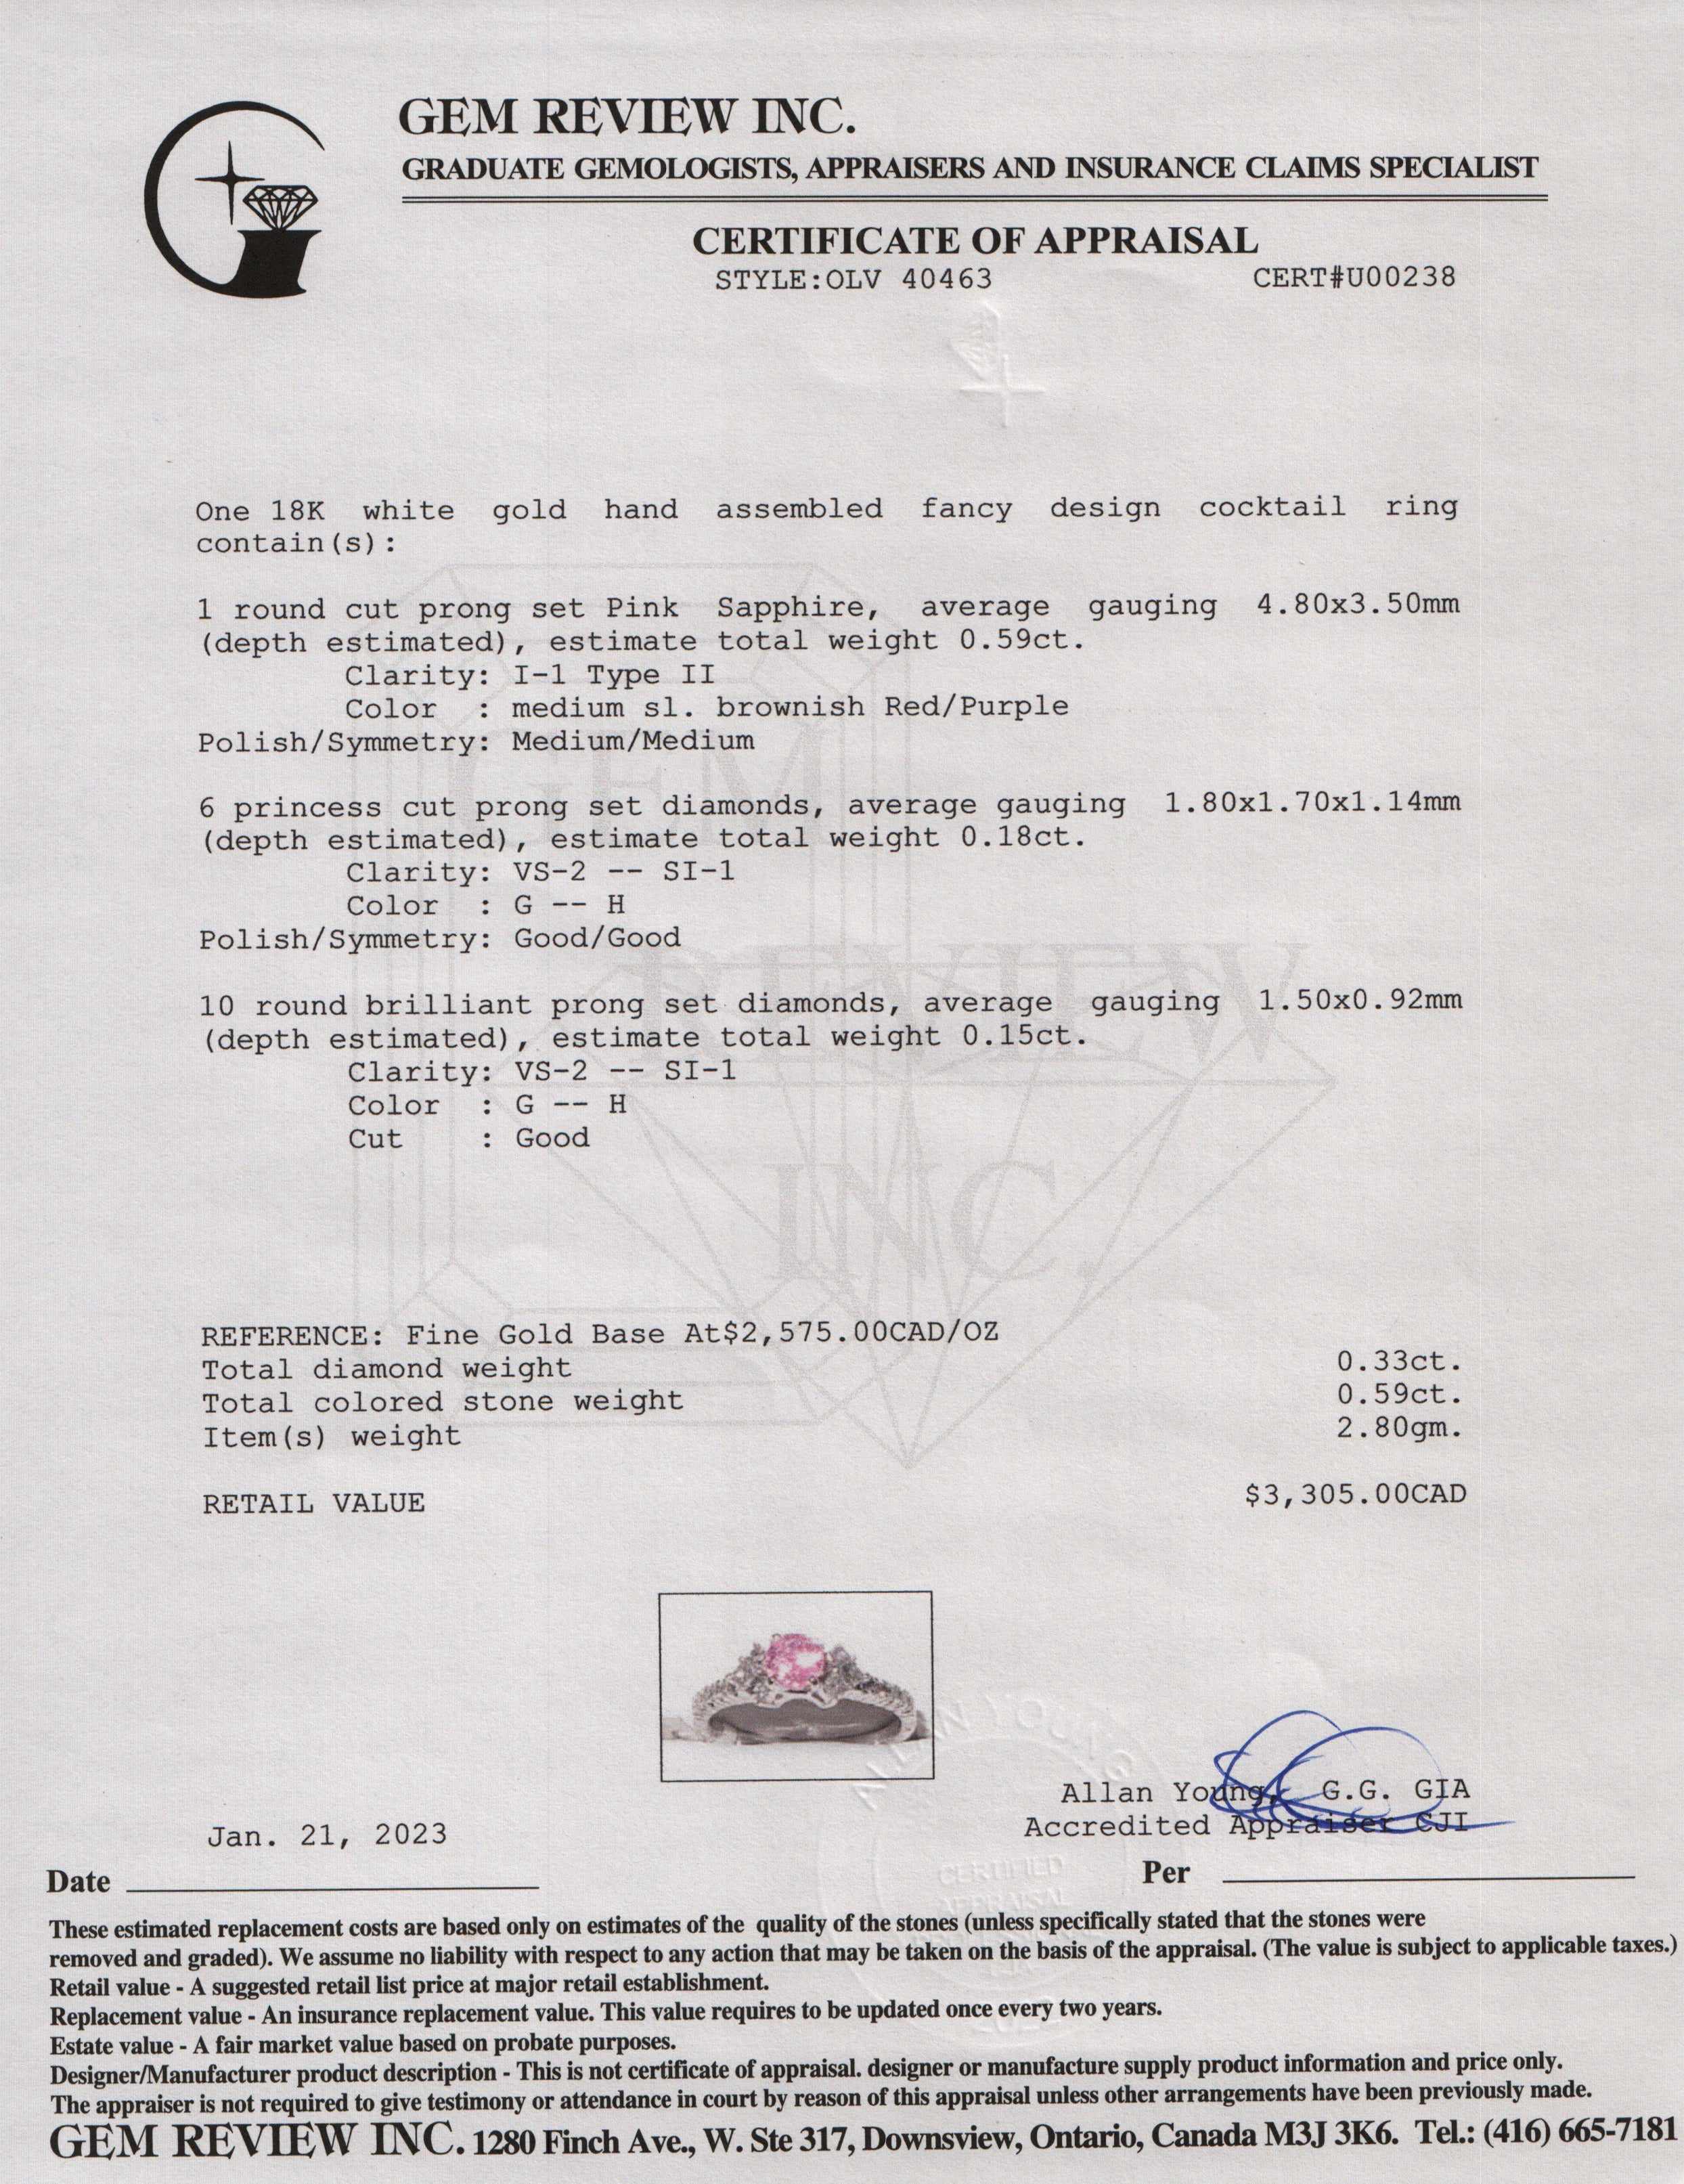 GEM REVIEW INC.
GRADUATE GEMOLOGISTS, APPRAISERS AND INSURANCE CLAIMS SPECIALIST
CERTIFICATE OF APPRAISAL
STYLE:OLV 40463 CERT#U00238
One 18K white gold hand assembled fancy design cocktail ring
contain(s):
1 round cut prong set Pink Sapphire, average gauging 4.80x3.50mm
(depth estimated), estimate total weight 0.59ct.
Clarity: I-1 Type II
Color : medium sl. brownish Red/Purple
Polish/Symmetry: Medium/Medium
6 princess cut prong set diamonds, average gauging 1.80x1.70x1.14mm
(depth estimated), estimate total weight 0.18ct.
Clarity: VS-2 -- SI-1
Color : G -- H
Polish/Symmetry: Good/Good
10 round brilliant prong set diamonds, average gauging 1.50x0.92mm
(depth estimated), estimate total weight 0.15ct.
Clarity: VS-2 -- SI-1
Color : G -- H
Cut : Good
GEM
REVIEW
INC.
REFERENCE: Fine Gold Base At$2,575.00CAD/OZ
Total diamond weight 0.33ct.
Total colored stone weight 0.59ct.
Item(s) weight 2.80gm.
RETAIL VALUE $3,305.00CAD
ALLAN YOUNG
CERTIFIED
APPRAISAL
Allan Young, G.G. GIA
Accredited Appraiser CJI
Jan. 21, 2023
Date Per
These estimated replacement costs are based only on estimates of the quality of the stones (unless specifically stated that the stones were
removed and graded). We assume no liability with respect to any action that may be taken on the basis of the appraisal. (The value is subject to applicable taxes.)
Retail value - A suggested retail list price at major retail establishment.
Replacement value - An insurance replacement value. This value requires to be updated once every two years.
Estate value - A fair market value based on probate purposes.
Designer/Manufacturer product description - This is not certificate of appraisal. designer or manufacture supply product information and price only.
The appraiser is not required to give testimony or attendance in court by reason of this appraisal unless other arrangements have been previously made.
GEM REVIEW INC. 1280 Finch Ave., W. Ste 317, Downsview, Ontario, Canada M3J 3K6. Tel.: (416) 665-7181